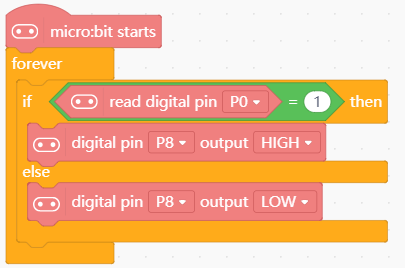 micro:bit starts
forever
if read digital pin P0 = 1 then
digital pin P8 output HIGH
else
digital pin P8 output LOW